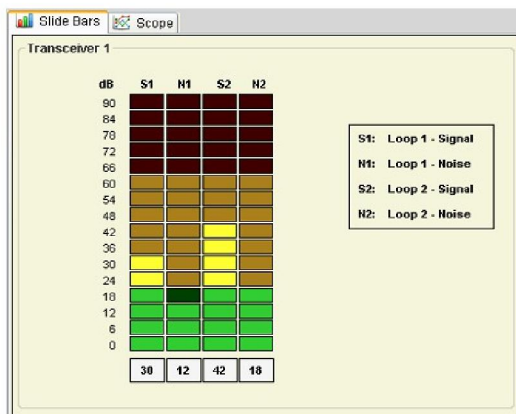 Slide Bars Scope
Transceiver 1
dB S1 N1 S2 N2
90
84
78
72
66
60
54
48
42
36
30
24
18
12
6
0
30 12 42 18
S1: Loop 1 - Signal
N1: Loop 1 - Noise
S2: Loop 2 - Signal
N2: Loop 2 - Noise